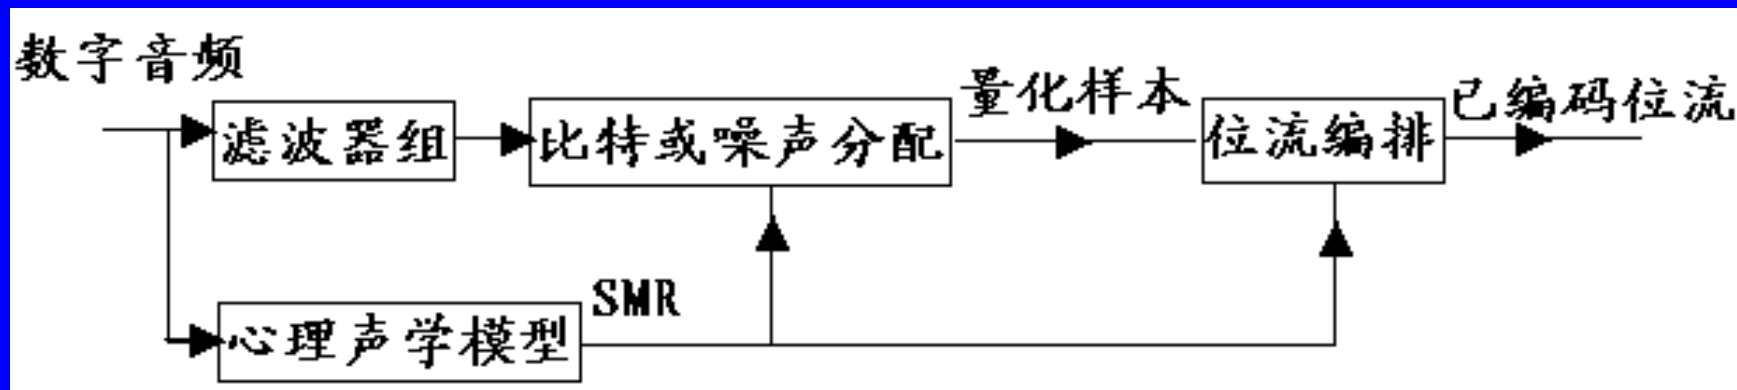 数字音频
滤波器组
比特或噪声分配
量化样本
位流编排
已编码位流
心理声学模型
SMR